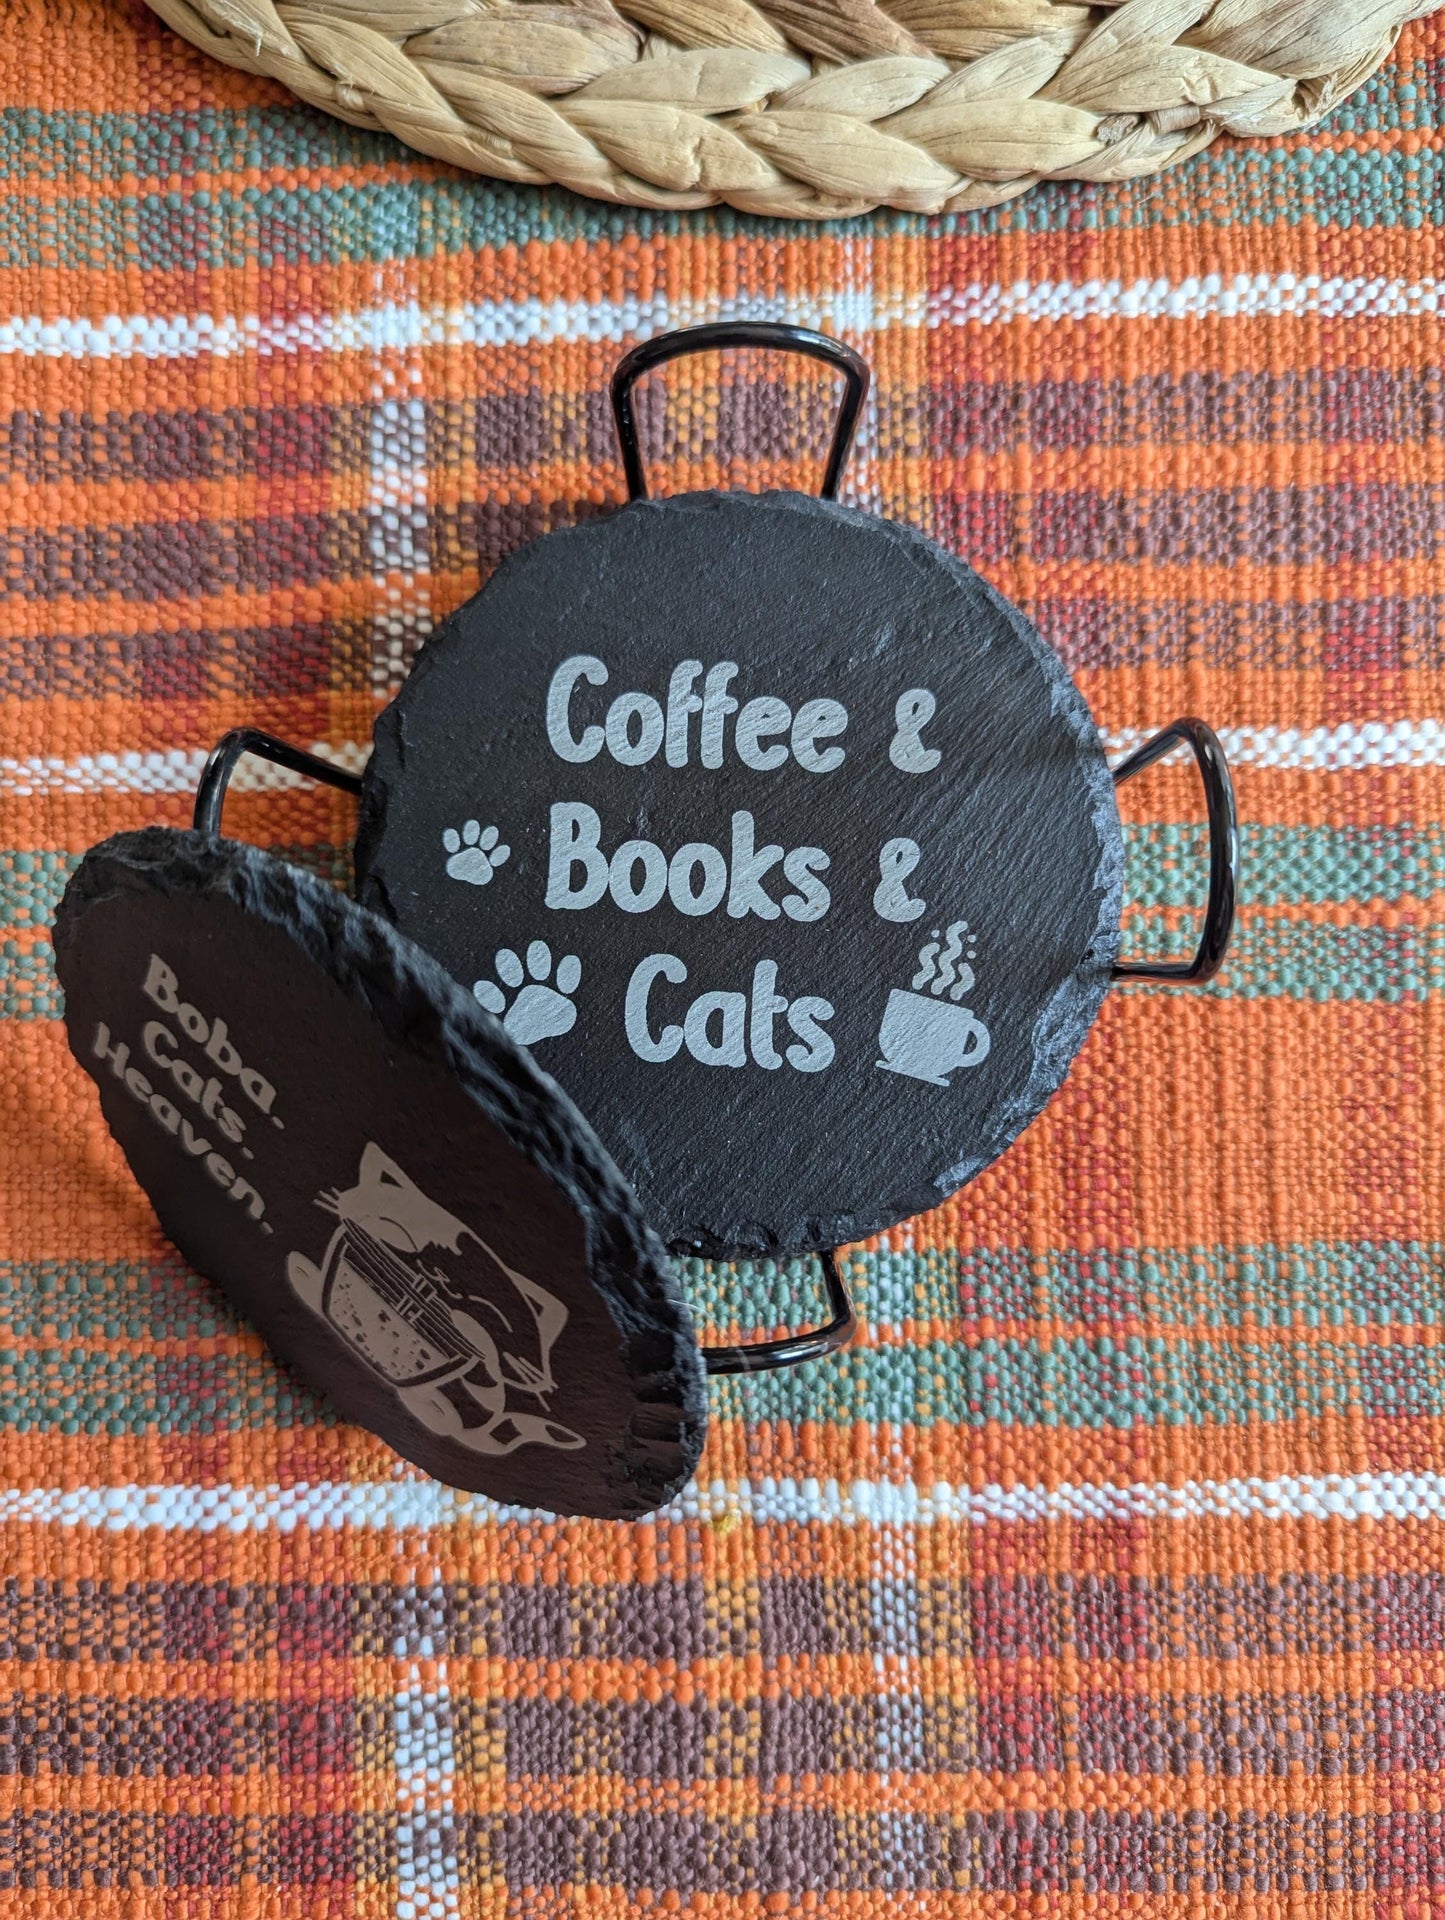 Coffee &
Books &
Cats
Boba.
Cats.
Heaven.